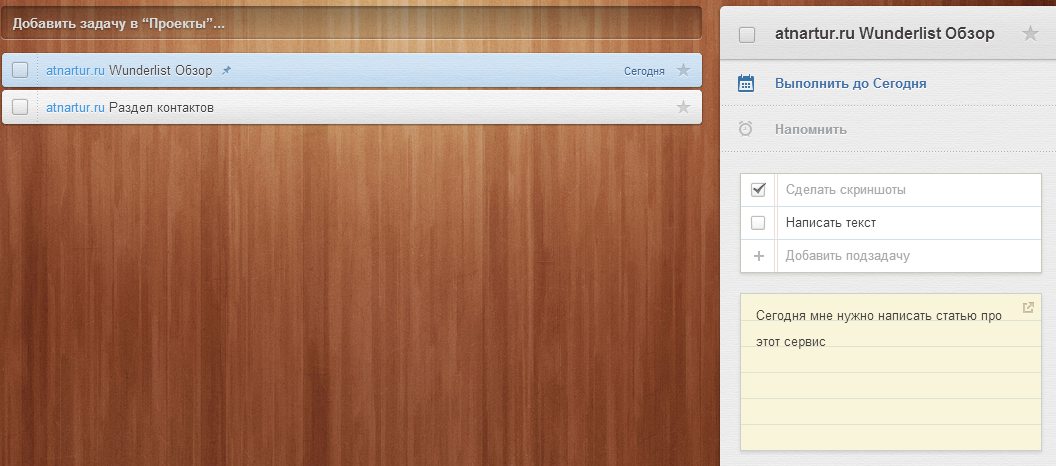 Добавить задачу в “Проекты”...
atnartur.ru Wunderlist Обзор Сегодня
atnartur.ru Раздел контактов
atnartur.ru Wunderlist Обзор
Выполнить до Сегодня
Напомнить
Сделать скриншоты
Написать текст
Добавить подзадачу
Сегодня мне нужно написать статью про
этот сервис